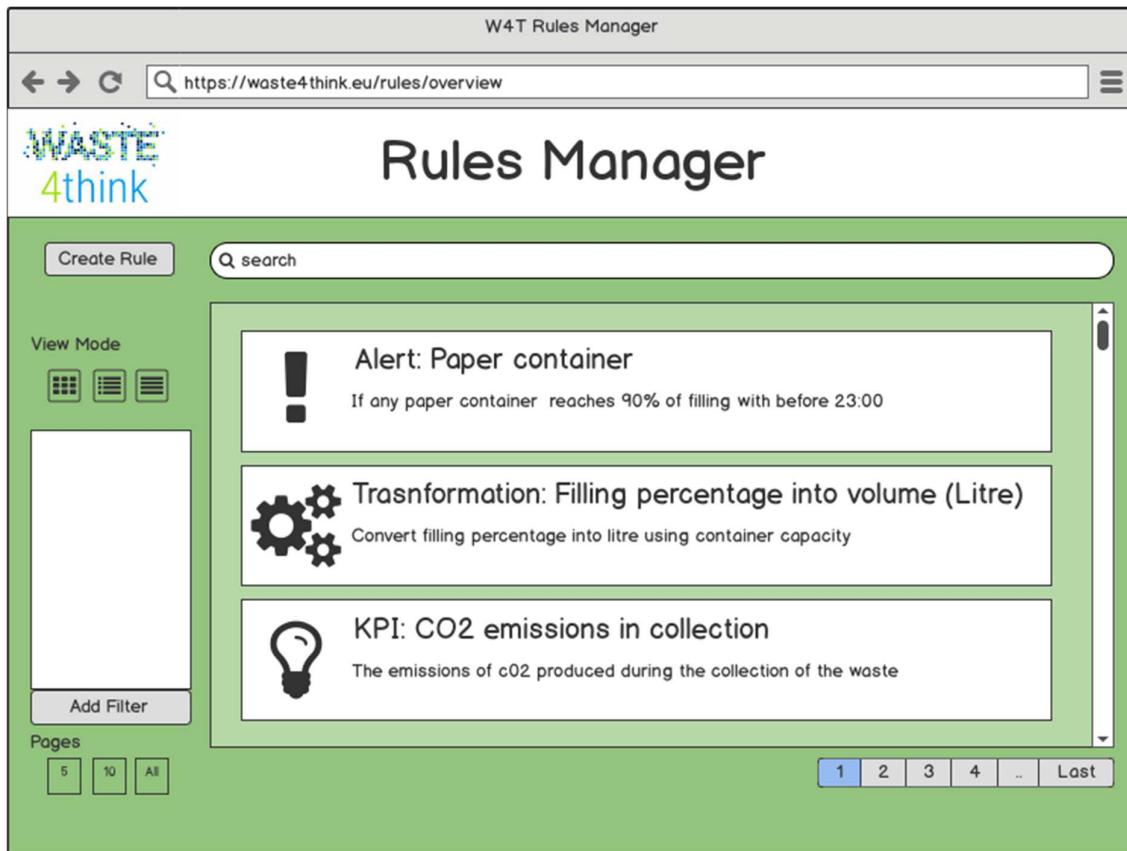 W4T Rules Manager
https://waste4think.eu/rules/overview
WASTE
4think
Rules Manager
Create Rule
search
View Mode
Alert: Paper container
If any paper container reaches 90% of filling with before 23:00
Trasnformation: Filling percentage into volume (Litre)
Convert filling percentage into litre using container capacity
KPI: CO2 emissions in collection
The emissions of c02 produced during the collection of the waste
Add Filter
Pages
5 10 All
1 2 3 4 .. Last